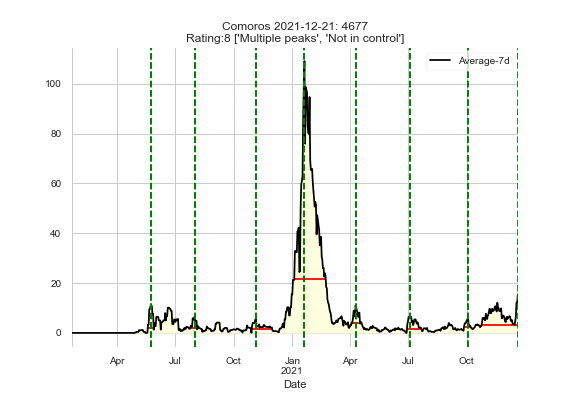 Comoros 2021-12-21: 4677
Rating:8 ['Multiple peaks', 'Not in control']
Average-7d
100
80
60
40
20
0
Apr Jul Oct Jan Apr Jul Oct
2021
Date